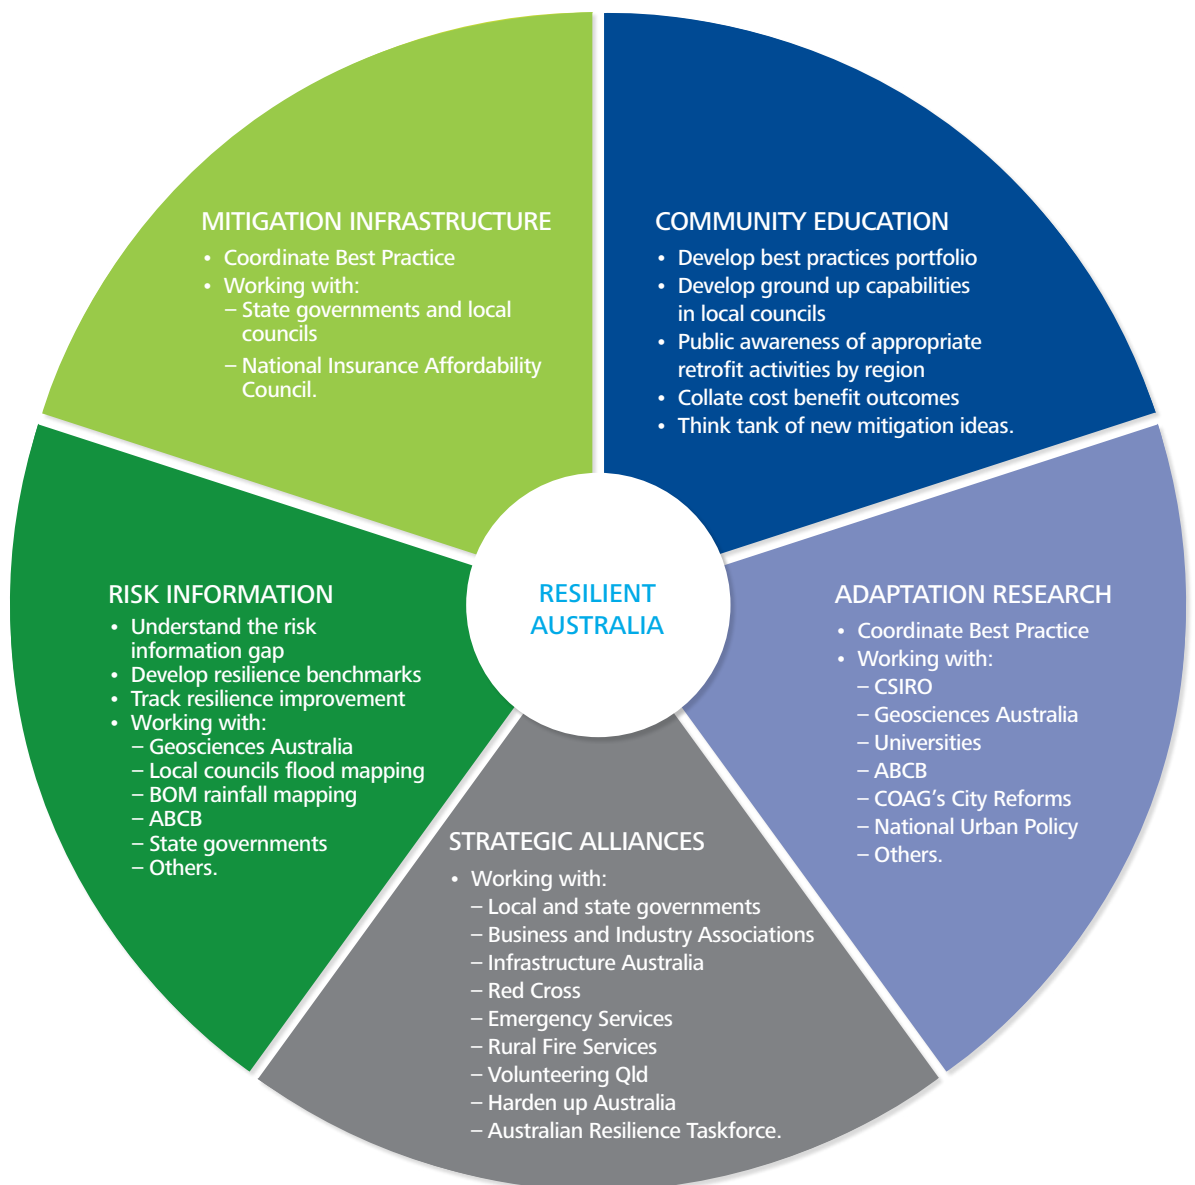 MITIGATION INFRASTRUCTURE
• Coordinate Best Practice
• Working with:
– State governments and local
councils
– National Insurance Affordability
Council.
COMMUNITY EDUCATION
• Develop best practices portfolio
• Develop ground up capabilities
in local councils
• Public awareness of appropriate
retrofit activities by region
• Collate cost benefit outcomes
• Think tank of new mitigation ideas.
RISK INFORMATION
• Understand the risk
information gap
• Develop resilience benchmarks
• Track resilience improvement
• Working with:
– Geosciences Australia
– Local councils flood mapping
– BOM rainfall mapping
– ABCB
– State governments
– Others.
RESILIENT
AUSTRALIA
ADAPTATION RESEARCH
• Coordinate Best Practice
• Working with:
– CSIRO
– Geosciences Australia
– Universities
– ABCB
– COAG’s City Reforms
– National Urban Policy
– Others.
STRATEGIC ALLIANCES
• Working with:
– Local and state governments
– Business and Industry Associations
– Infrastructure Australia
– Red Cross
– Emergency Services
– Rural Fire Services
– Volunteering Qld
– Harden up Australia
– Australian Resilience Taskforce.